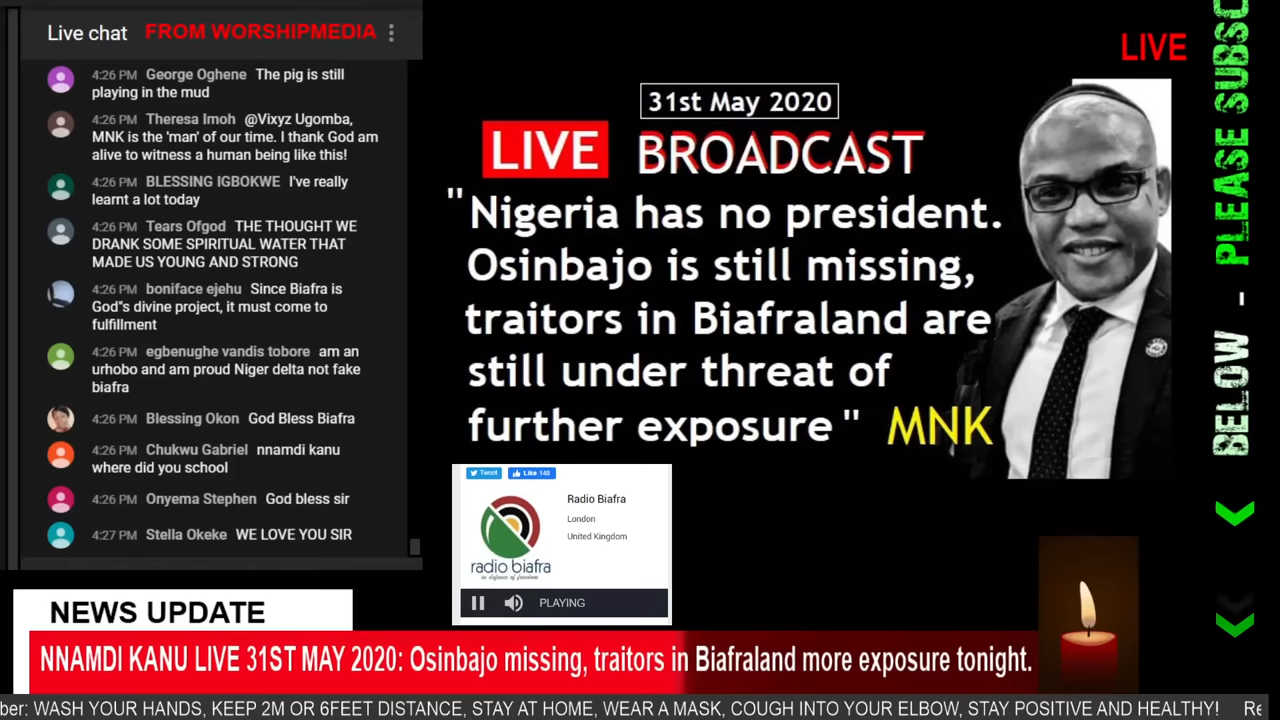 Live chat FROM WORSHIPMEDIA
4:26 PM George Oghene The pig is still
playing in the mud
4:26 PM Theresa Imoh @Vixyz Ugomba,
MNK is the 'man' of our time. I thank God am
alive to witness a human being like this!
4:26 PM BLESSING IGBOKWE I've really
learnt a lot today
4:26 PM Tears Ofgod THE THOUGHT WE
DRANK SOME SPIRITUAL WATER THAT
MADE US YOUNG AND STRONG
4:26 PM boniface ejehu Since Biafra is
God"s divine project, it must come to
fulfillment
4:26 PM egbenughe vandis tobore am an
urhobo and am proud Niger delta not fake
biafra
4:26 PM Blessing Okon God Bless Biafra
4:26 PM Chukwu Gabriel nnamdi kanu
where did you school
4:26 PM Onyema Stephen God bless sir
4:27 PM Stella Okeke WE LOVE YOU SIR
LIVE
31st May 2020
LIVE BROADCAST
"Nigeria has no president.
Osinbajo is still missing,
traitors in Biafraland are
still under threat of
further exposure" MNK
Tweet Like 148
Radio Biafra
London
United Kingdom
radio biafra
in defence of freedom
PLAYING
BELOW - PLEASE SUBSC
NEWS UPDATE
NNAMDI KANU LIVE 31ST MAY 2020: Osinbajo missing, traitors in Biafraland more exposure tonight.
ber: WASH YOUR HANDS, KEEP 2M OR 6FEET DISTANCE, STAY AT HOME, WEAR A MASK, COUGH INTO YOUR ELBOW, STAY POSITIVE AND HEALTHY! Re